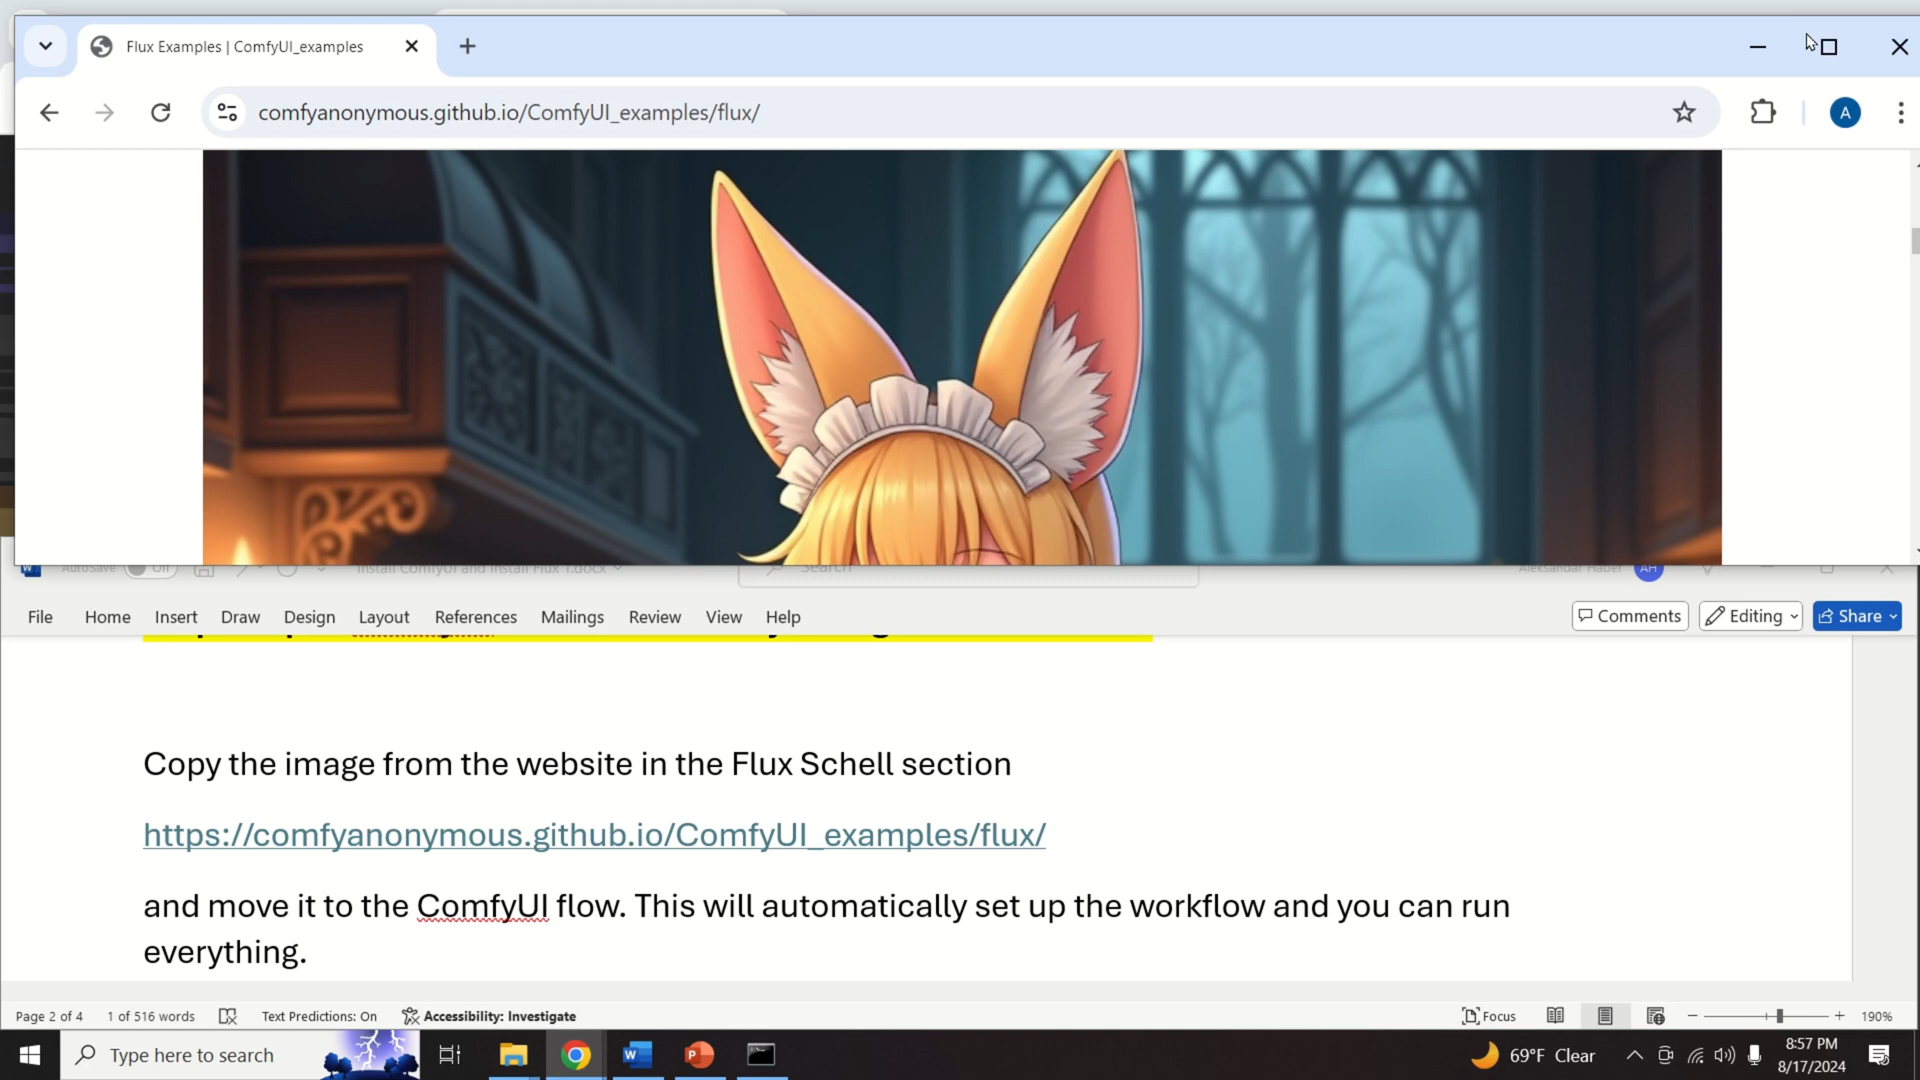 Flux Examples | ComfyUI_examples
comfyanonymous.github.io/ComfyUI_examples/flux/
A
File Home Insert Draw Design Layout References Mailings Review View Help Comments Editing Share
Copy the image from the website in the Flux Schell section
https://comfyanonymous.github.io/ComfyUI_examples/flux/
and move it to the ComfyUI flow. This will automatically set up the workflow and you can run
everything.
Page 2 of 4 1 of 516 words Text Predictions: On Accessibility: Investigate Focus 190%
Type here to search 69°F Clear 8:57 PM
8/17/2024